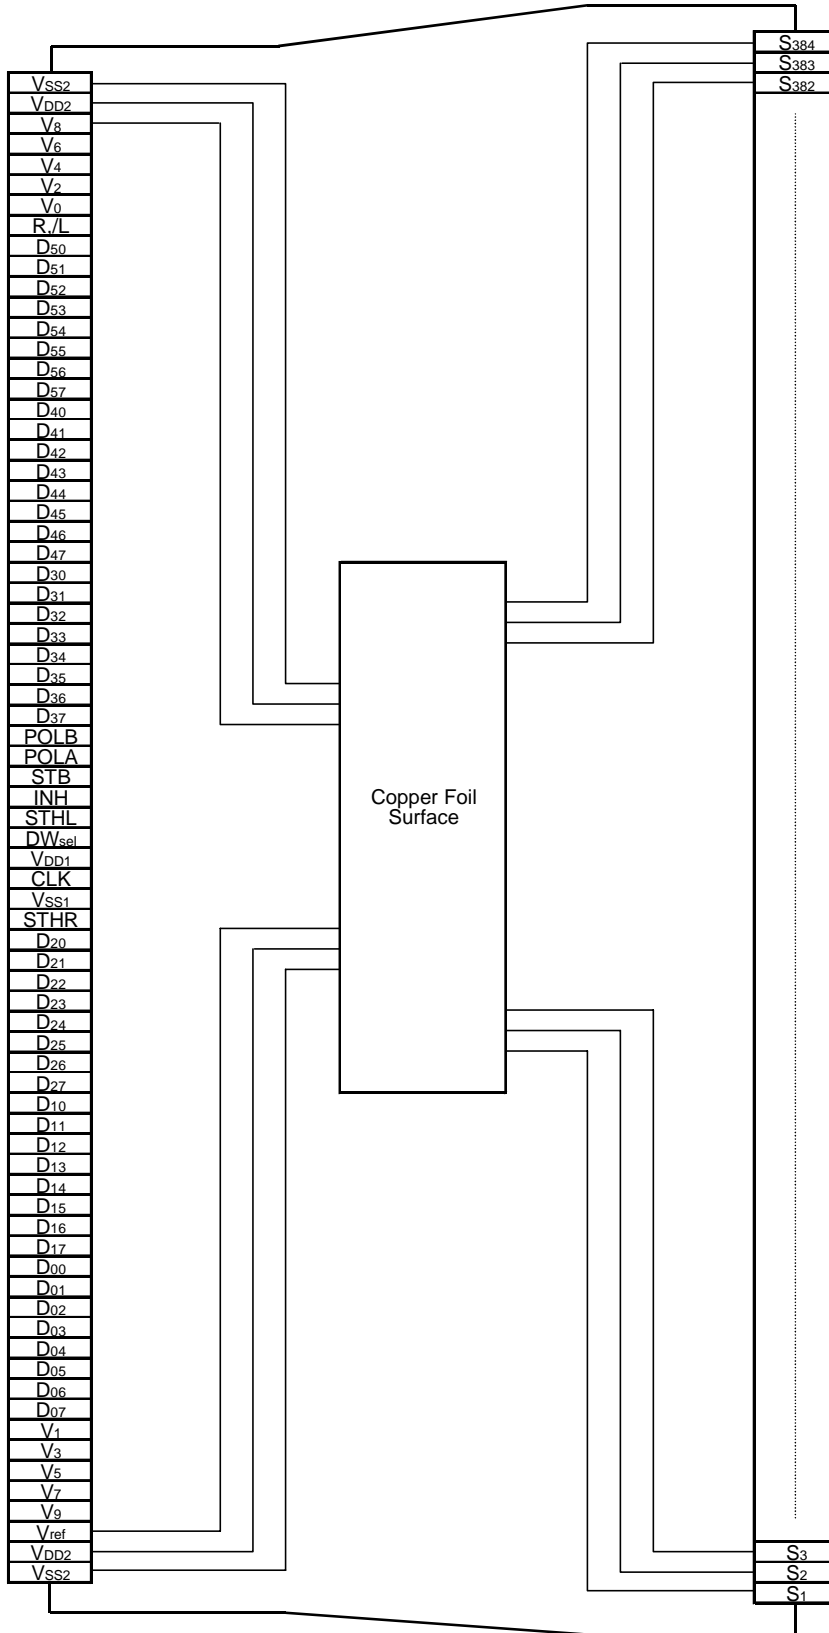 VSS2
VDD2
V8
V6
V4
V2
V0
R,/L
D50
D51
D52
D53
D54
D55
D56
D57
D40
D41
D42
D43
D44
D45
D46
D47
D30
D31
D32
D33
D34
D35
D36
D37
POLB
POLA
STB
INH
STHL
DWsel
VDD1
CLK
VSS1
STHR
D20
D21
D22
D23
D24
D25
D26
D27
D10
D11
D12
D13
D14
D15
D16
D17
D00
D01
D02
D03
D04
D05
D06
D07
V1
V3
V5
V7
V9
Vref
VDD2
VSS2
Copper Foil
Surface
S384
S383
S382
S3
S2
S1